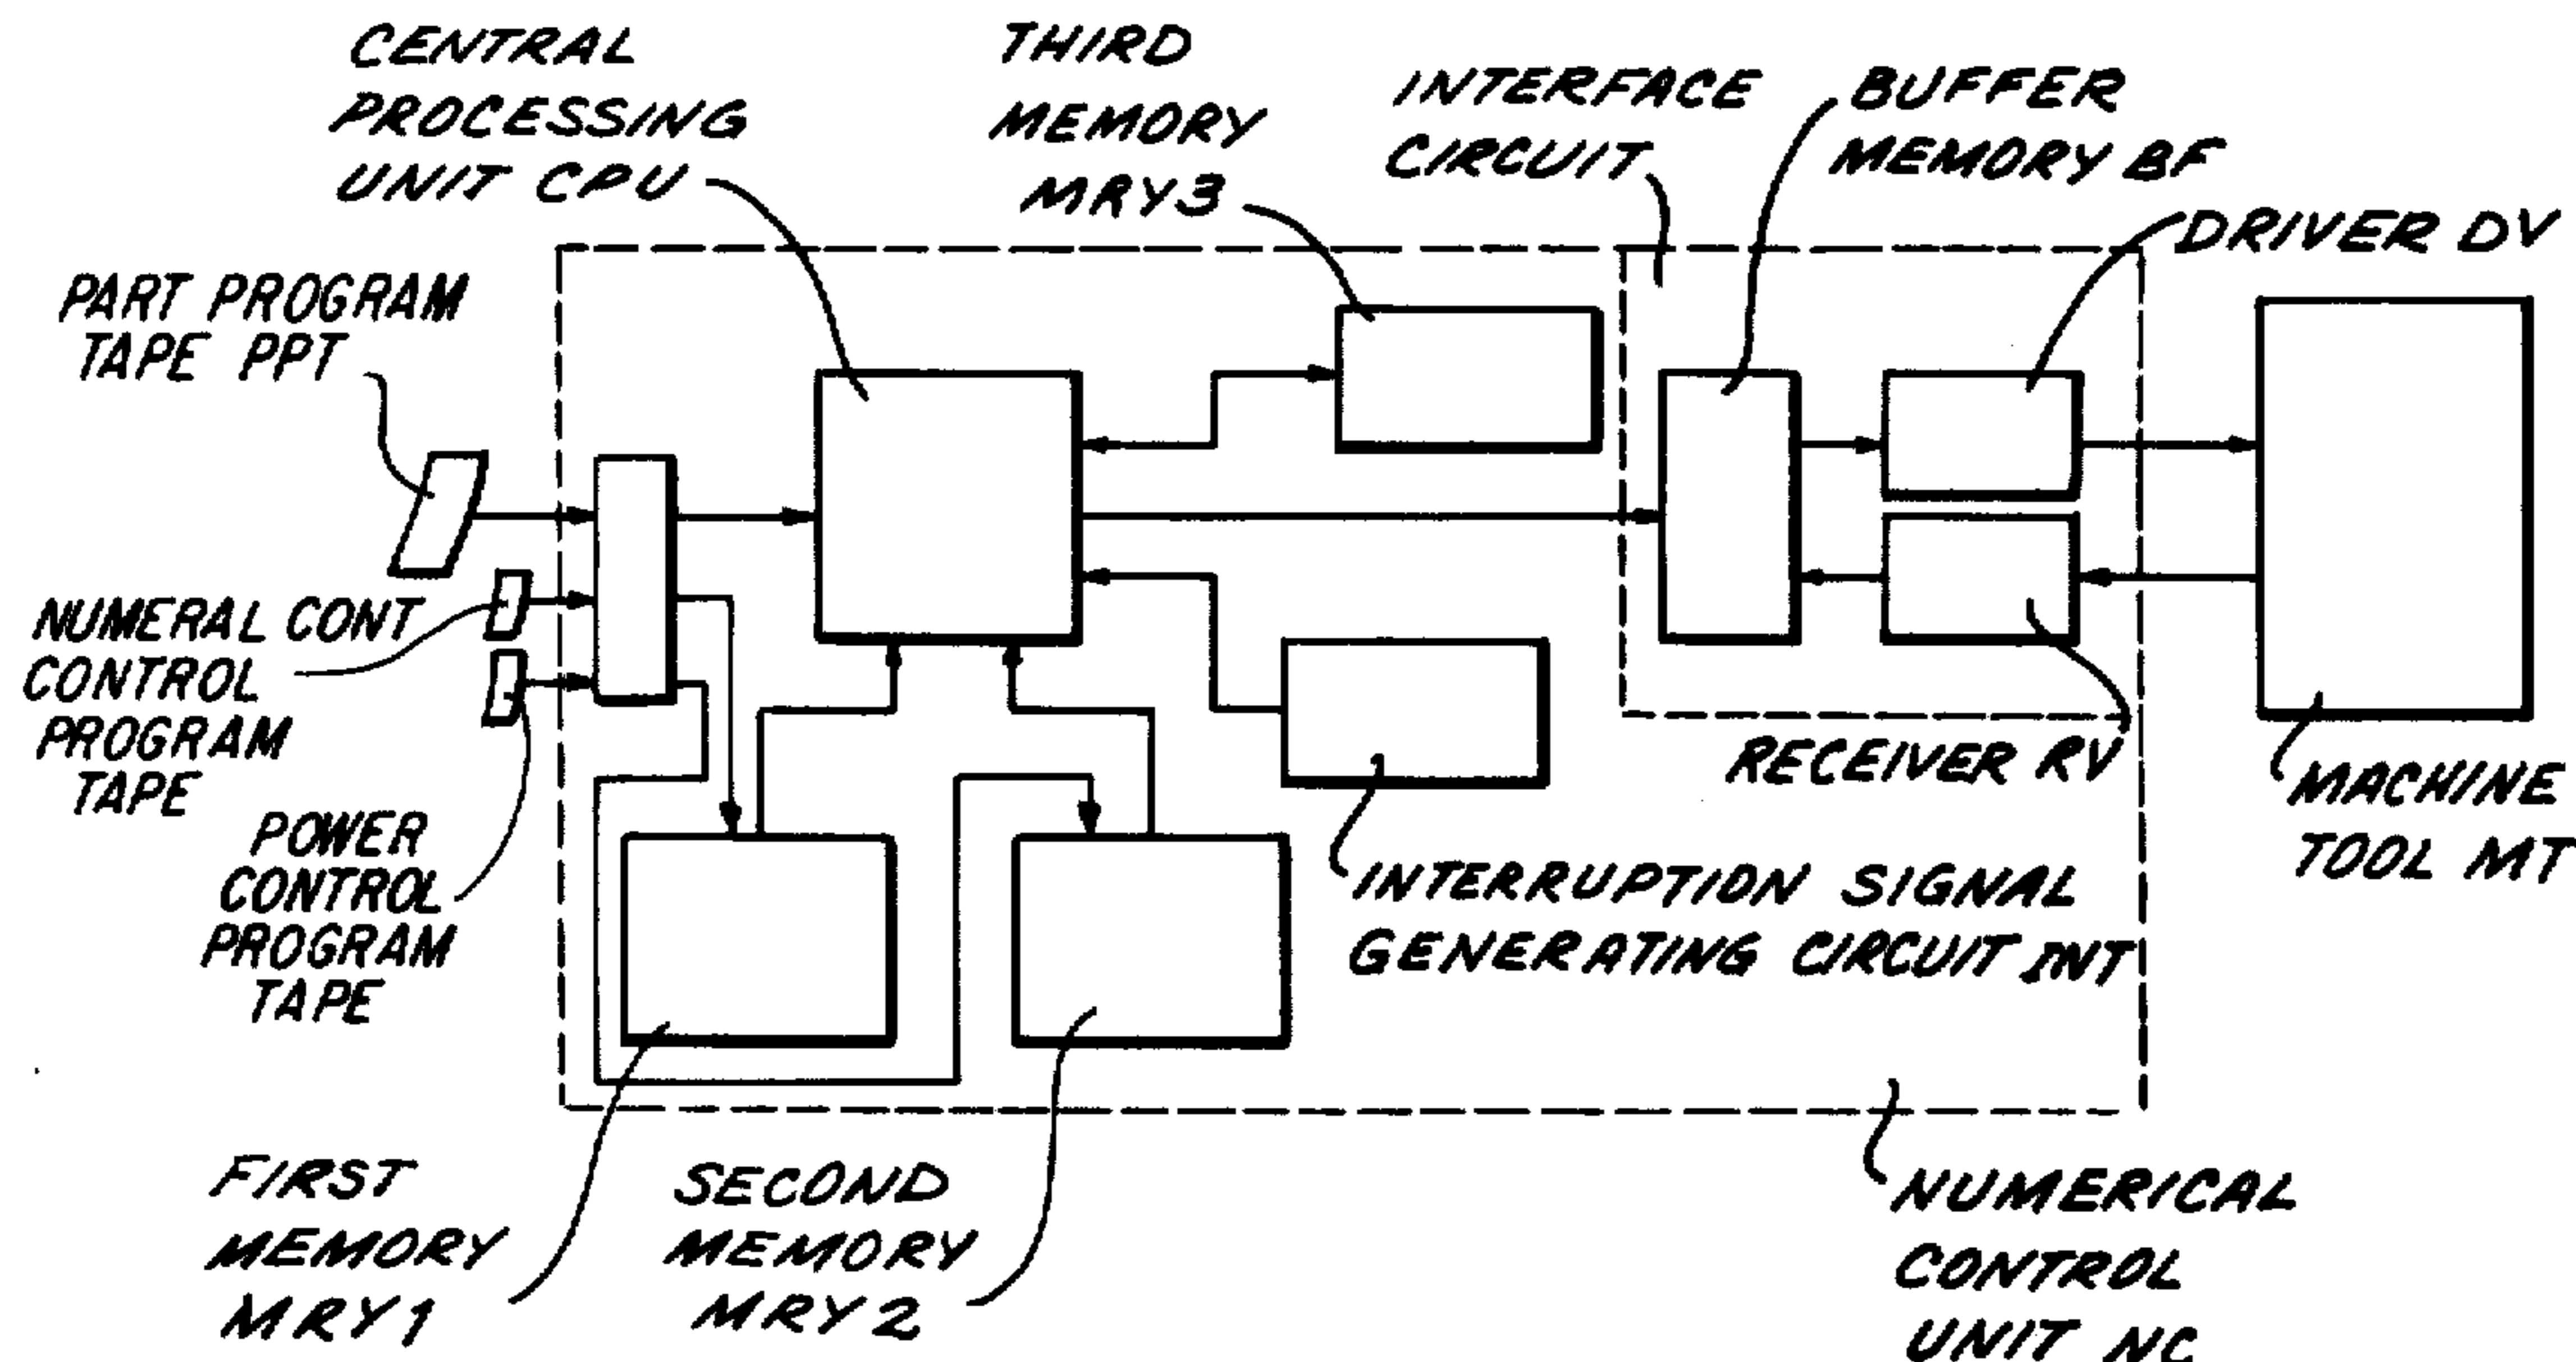 CENTRAL
PROCESSING
UNIT CPU
THIRD
MEMORY
MRY3
INTERFACE
CIRCUIT
BUFFER
MEMORY BF
DRIVER DV
PART PROGRAM
TAPE PPT
NUMERAL CONT
CONTROL
PROGRAM
TAPE
POWER
CONTROL
PROGRAM
TAPE
RECEIVER RV
MACHINE
TOOL MT
INTERRUPTION SIGNAL
GENERATING CIRCUIT INT
FIRST
MEMORY
MRY1
SECOND
MEMORY
MRY2
NUMERICAL
CONTROL
UNIT NC